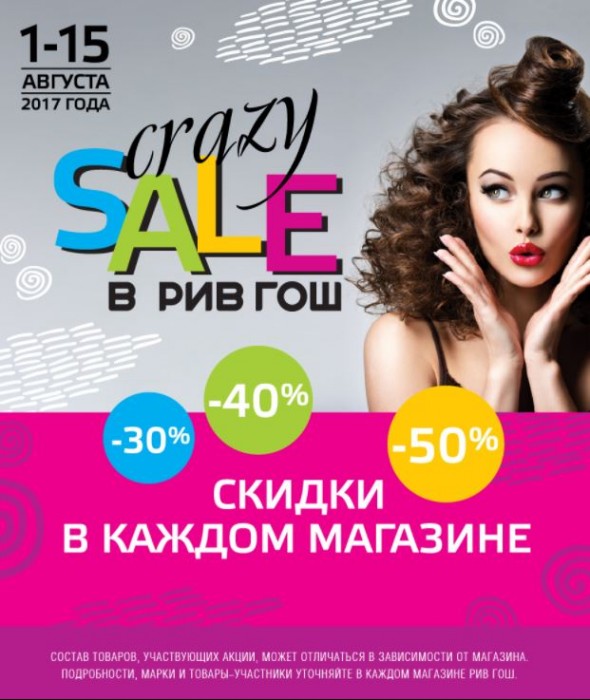 1-15
АВГУСТА
2017 ГОДА
crazy
SALE
В РИВ ГОШ
-30%
-40%
-50%
СКИДКИ
В КАЖДОМ МАГАЗИНЕ
СОСТАВ ТОВАРОВ, УЧАСТВУЮЩИХ АКЦИИ, МОЖЕТ ОТЛИЧАТЬСЯ В ЗАВИСИМОСТИ ОТ МАГАЗИНА.
ПОДРОБНОСТИ, МАРКИ И ТОВАРЫ-УЧАСТНИКИ УТОЧНЯЙТЕ В КАЖДОМ МАГАЗИНЕ РИВ ГОШ.